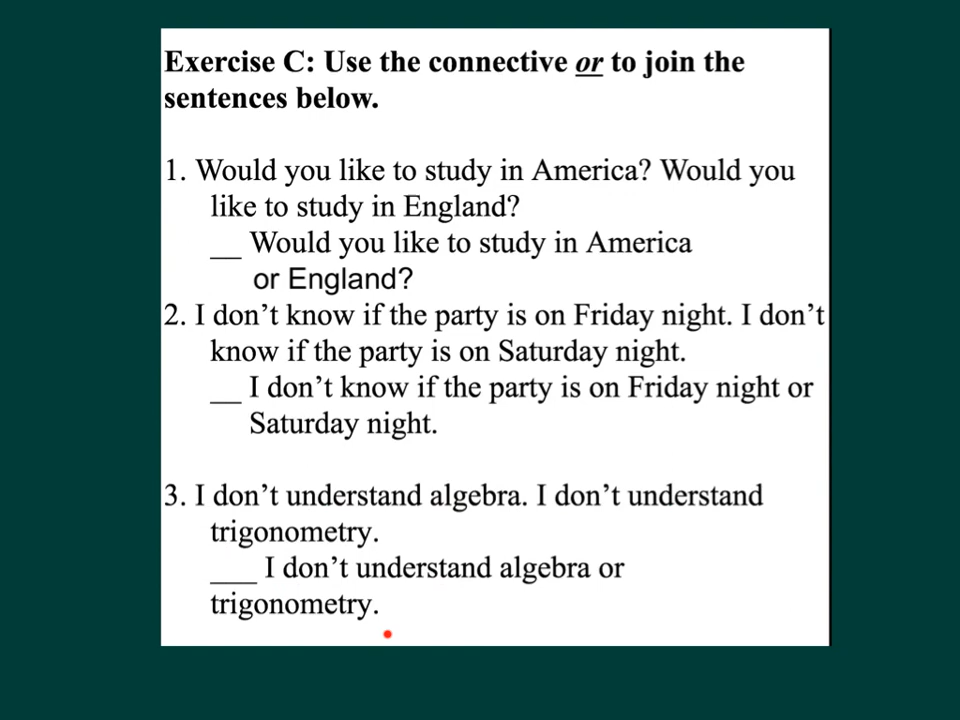 Exercise C: Use the connective or to join the
sentences below.
1. Would you like to study in America? Would you
like to study in England?
__ Would you like to study in America
or England?
2. I don’t know if the party is on Friday night. I don’t
know if the party is on Saturday night.
__ I don’t know if the party is on Friday night or
Saturday night.
3. I don’t understand algebra. I don’t understand
trigonometry.
___ I don’t understand algebra or
trigonometry.